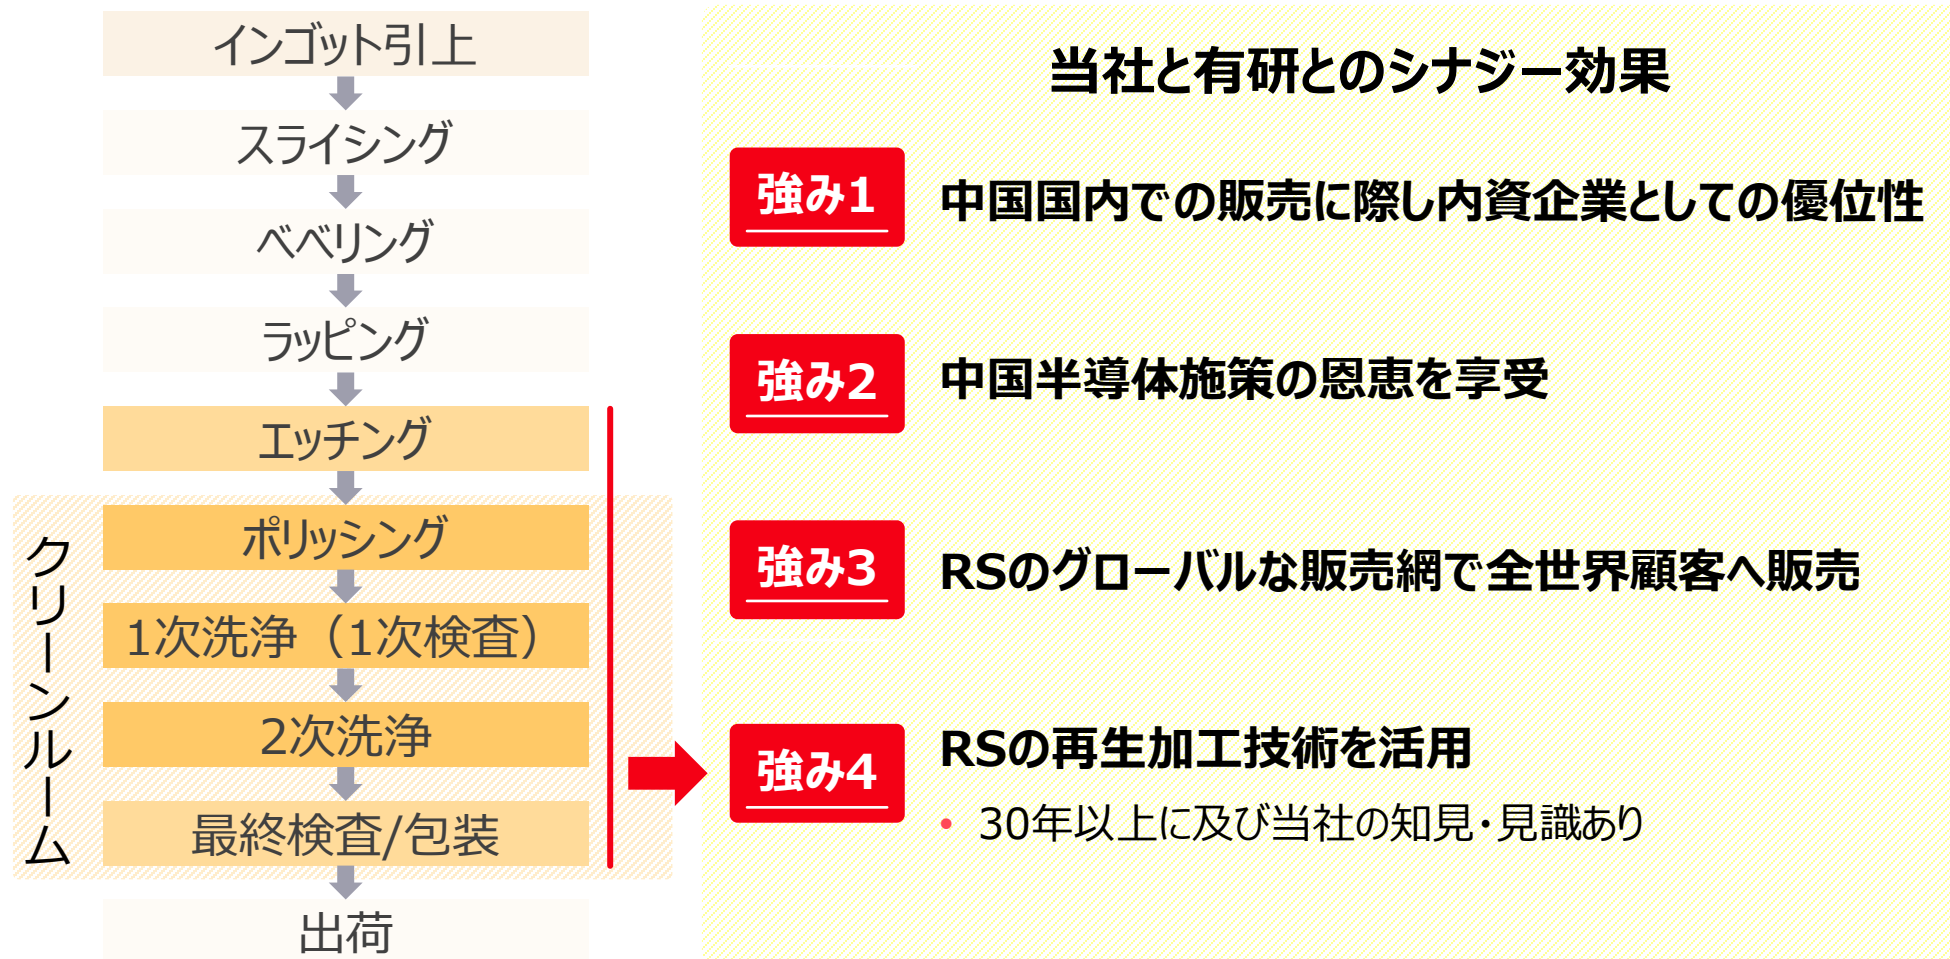 インゴット引上
スライシング
べべリング
ラッピング
エッチング
ポリッシング
1次洗浄（1次検査）
2次洗浄
最終検査/包装
出荷
クリーンルーム
当社と有研とのシナジー効果
強み1
中国国内での販売に際し内資企業としての優位性
強み2
中国半導体施策の恩恵を享受
強み3
RSのグローバルな販売網で全世界顧客へ販売
強み4
RSの再生加工技術を活用
• 30年以上に及び当社の知見・見識あり